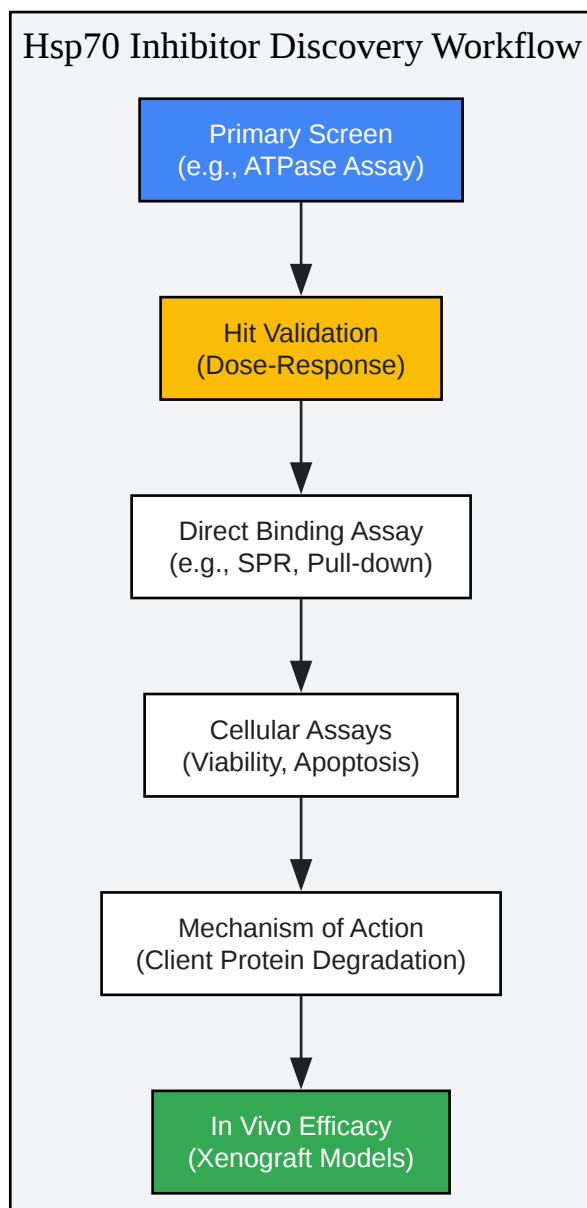 Hsp70 Inhibitor Discovery Workflow
Primary Screen
(e.g., ATPase Assay)
Hit Validation
(Dose-Response)
Direct Binding Assay
(e.g., SPR, Pull-down)
Cellular Assays
(Viability, Apoptosis)
Mechanism of Action
(Client Protein Degradation)
In Vivo Efficacy
(Xenograft Models)